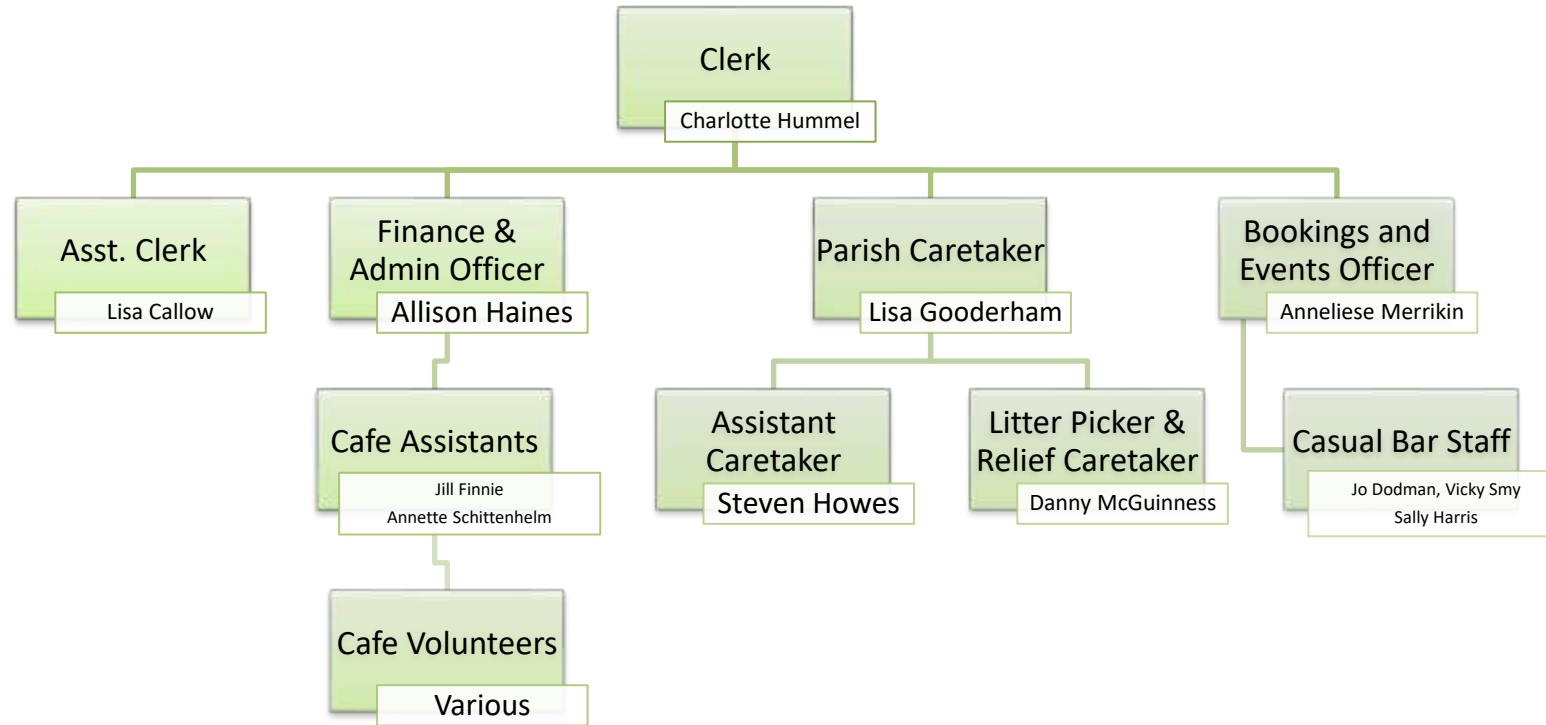 Clerk
Charlotte Hummel
Asst. Clerk
Lisa Callow
Finance &
Admin Officer
Allison Haines
Parish Caretaker
Lisa Gooderham
Bookings and
Events Officer
Anneliese Merrikin
Cafe Assistants
Jill Finnie
Annette Schittenhelm
Assistant
Caretaker
Steven Howes
Litter Picker &
Relief Caretaker
Danny McGuinness
Casual Bar Staff
Jo Dodman, Vicky Smy
Sally Harris
Cafe Volunteers
Various